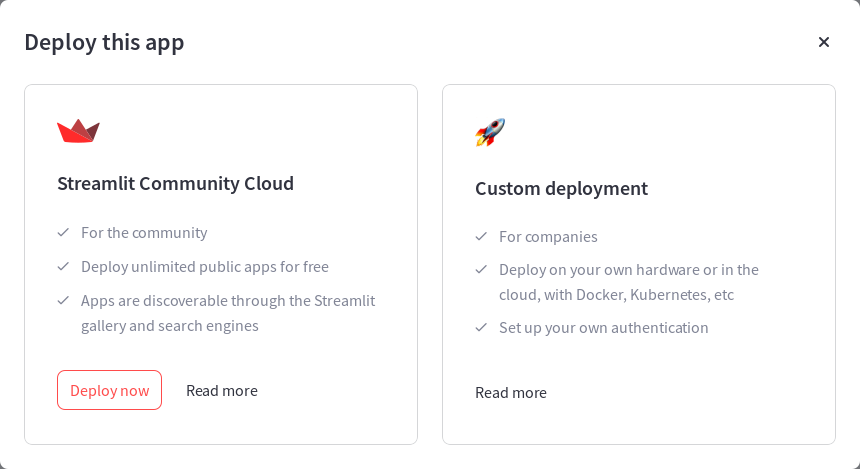 Deploy this app
Streamlit Community Cloud
For the community
Deploy unlimited public apps for free
Apps are discoverable through the Streamlit
gallery and search engines
Deploy now
Read more
Custom deployment
For companies
Deploy on your own hardware or in the
cloud, with Docker, Kubernetes, etc
Set up your own authentication
Read more